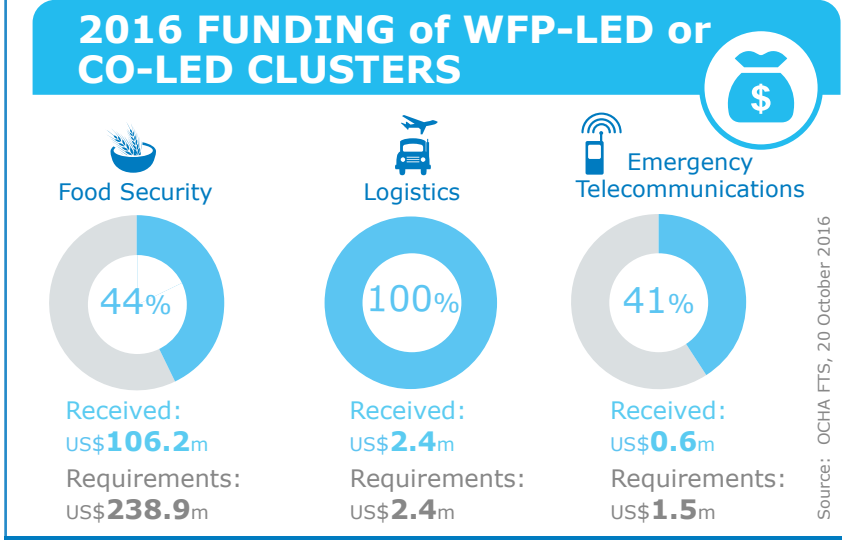 2016 FUNDING of WFP-LED or
CO-LED CLUSTERS
$
Food Security
44%
Received:
US$106.2m
Requirements:
US$238.9m
Logistics
100%
Received:
US$2.4m
Requirements:
US$2.4m
Emergency
Telecommunications
41%
Received:
US$0.6m
Requirements:
US$1.5m
Source: OCHA FTS, 20 October 2016